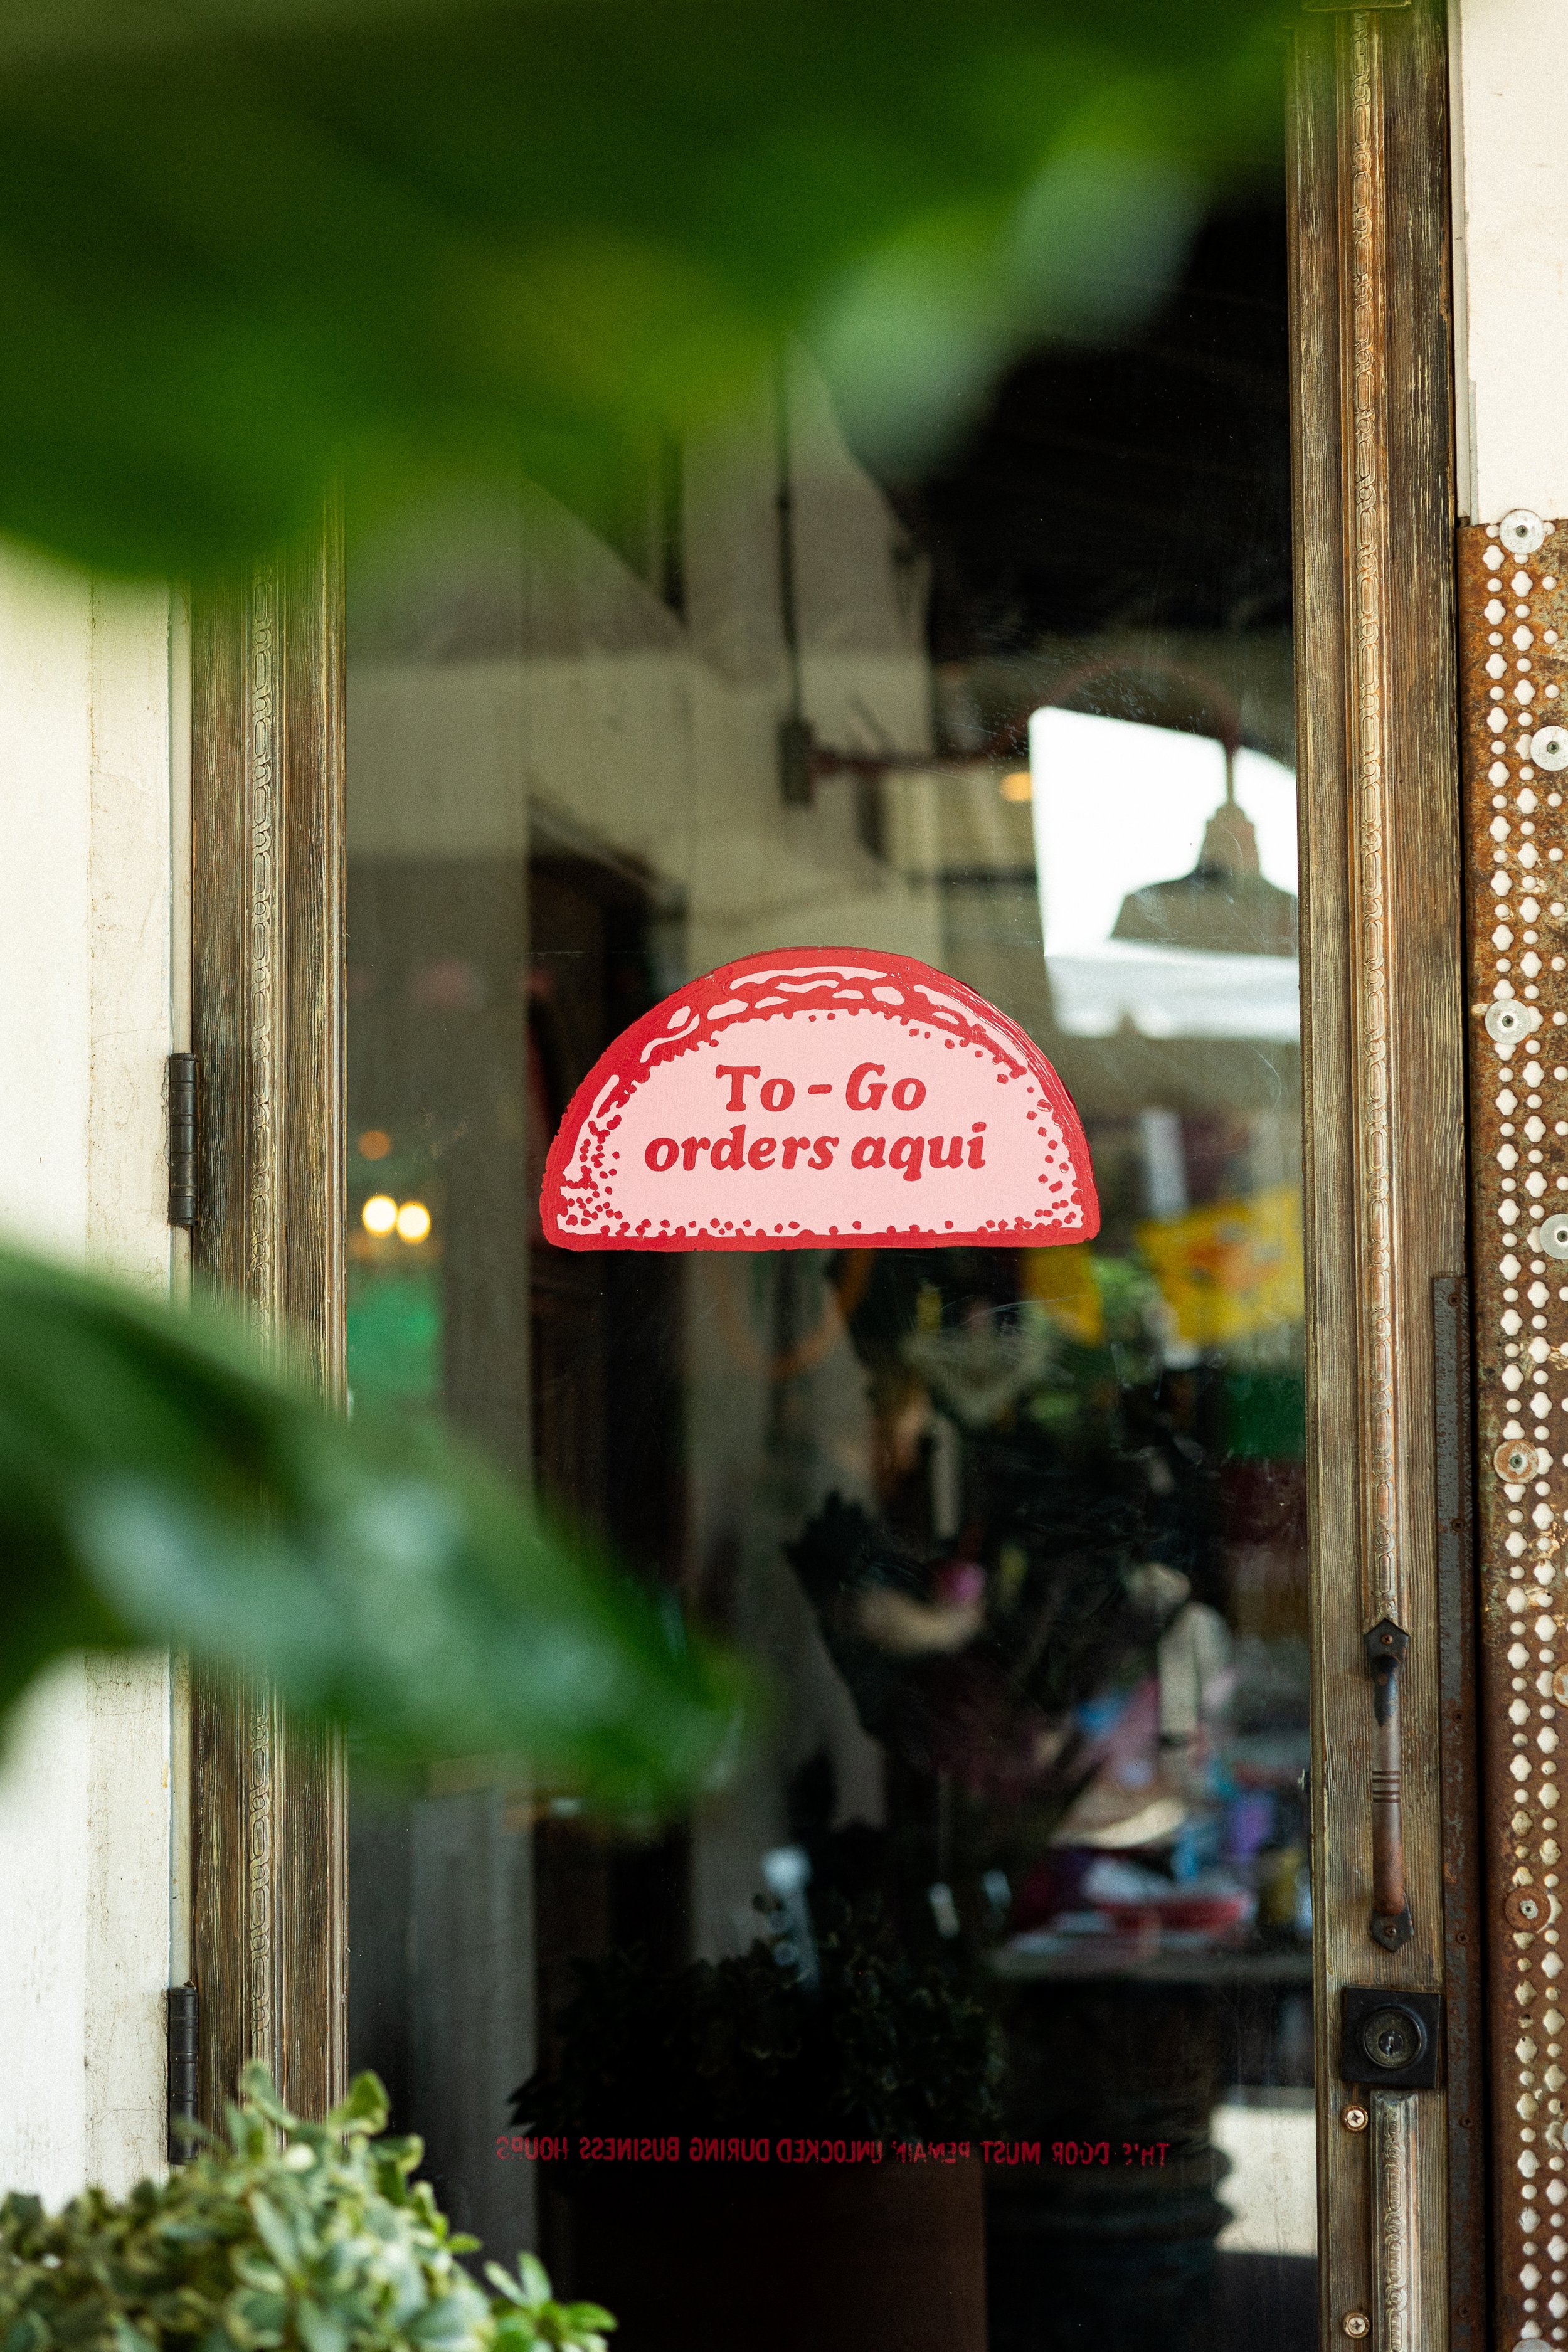 To-Go
orders aqui
THIS DOOR MUST REMAIN UNLOCKED DURING BUSINESS HOURS